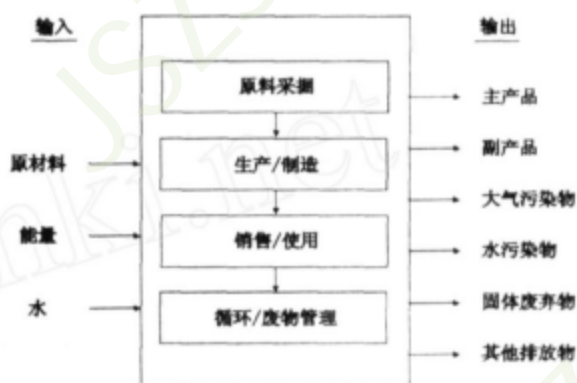 输入
输出
原料采掘
生产/制造
销售/使用
循环/废物管理
原材料
能量
水
主产品
副产品
大气污染物
水污染物
固体废弃物
其他排放物